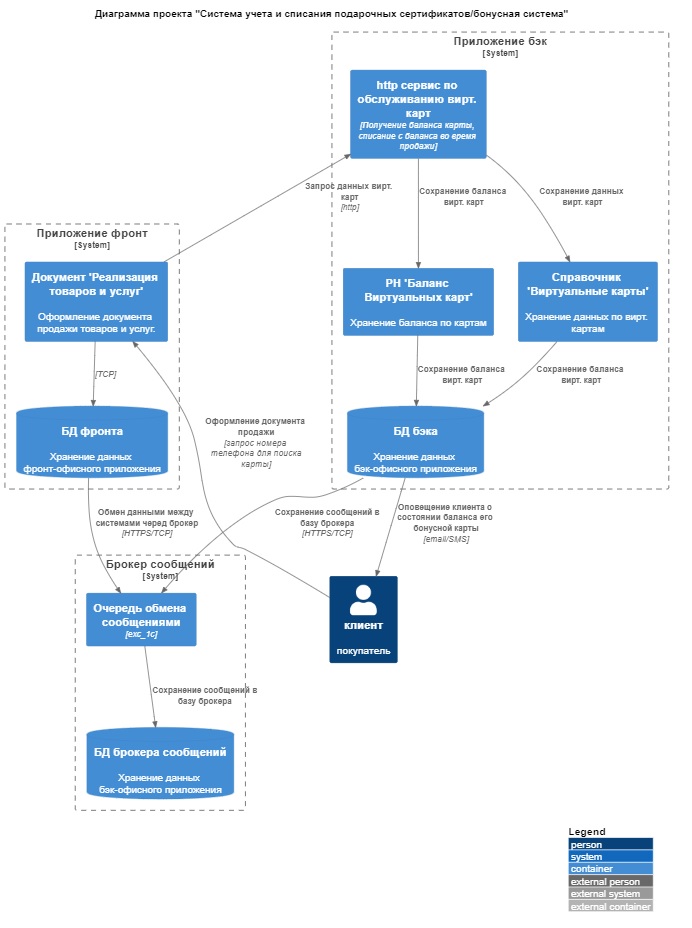 Диаграмма проекта "Система учета и списания подарочных сертификатов/бонусная система"
Приложение бэк
[System]
http сервис по
обслуживанию вирт.
карт
[Получение баланса карты,
списание с баланса во время
продажи]
Запрос данных вирт.
карт
[http]
Сохранение баланса
вирт. карт
Сохранение данных
вирт. карт
Приложение фронт
[System]
Документ 'Реализация
товаров и услуг'
Оформление документа
продажи товаров и услуг.
РН 'Баланс
Виртуальных карт'
Хранение баланса по картам
Справочник
'Виртуальные карты'
Хранение данных по вирт.
картам
[TCP]
Сохранение баланса
вирт. карт
Сохранение баланса
вирт. карт
БД фронта
Хранение данных
фронт-офисного приложения
Оформление документа
продажи
[запрос номера
телефона для поиска
карты]
БД бэка
Хранение данных
бэк-офисного приложения
Обмен данными между
системами черед брокер
[HTTPS/TCP]
Сохранение сообщений в
базу брокера
[HTTPS/TCP]
Оповещение клиента о
состоянии баланса его
бонусной карты
[email/SMS]
Брокер сообщений
[System]
Очередь обмена
сообщениями
[exc_1c]
клиент
покупатель
Сохранение сообщений в
базу брокера
БД брокера сообщений
Хранение данных
бэк-офисного приложения
Legend
person
system
container
external person
external system
external container